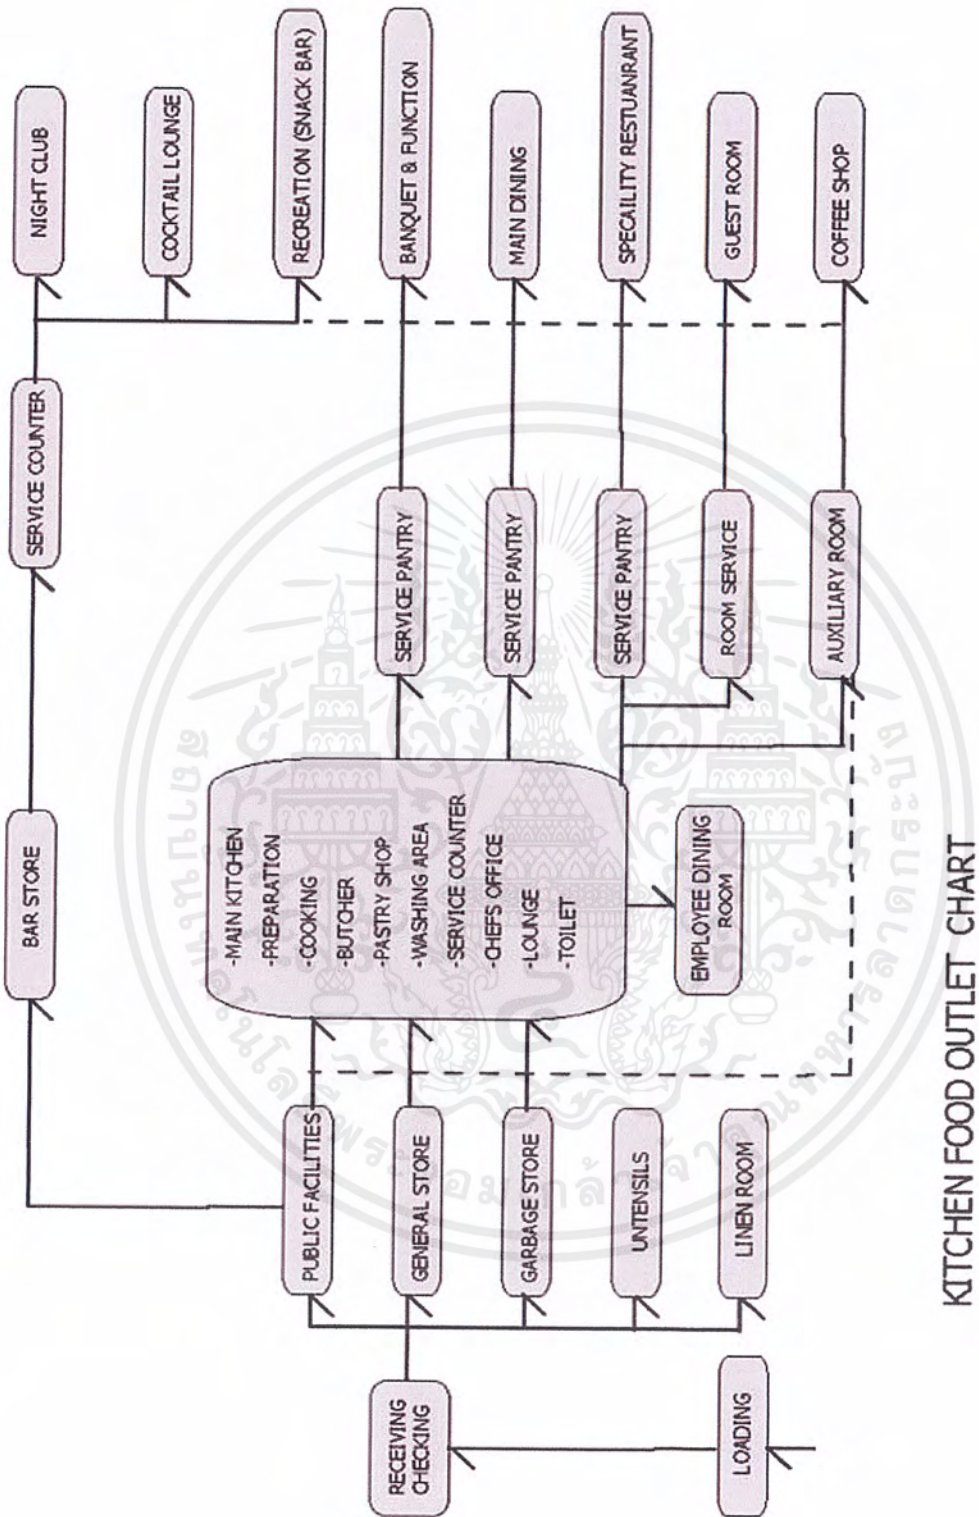 BAR STORE
SERVICE COUNTER
NIGHT CLUB
COCKTAIL LOUNGE
RECREATION (SNACK BAR)
BANQUET & FUNCTION
MAIN DINING
SPECAILITY RESTUANRANT
GUEST ROOM
COFFEE SHOP
SERVICE PANTRY
SERVICE PANTRY
SERVICE PANTRY
ROOM SERVICE
AUXILIARY ROOM
-MAIN KITCHEN
-PREPARATION
-COOKING
-BUTCHER
-PASTRY SHOP
-WASHING AREA
-SERVICE COUNTER
-CHEFS OFFICE
-LOUNGE
-TOILET
EMPLOYEE DINING
ROOM
PUBLIC FACILITIES
GENERAL STORE
GARBAGE STORE
UNTENSILS
LINEN ROOM
RECEIVING
CHECKING
LOADING
KITCHEN FOOD OUTLET CHART